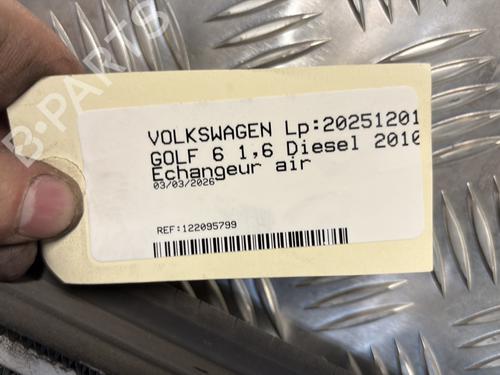 VOLKSWAGEN Lp:20251201
GOLF 6 1,6 Diesel 2010
Echangeur air
03/03/2026
REF:122095799
B-PARTS